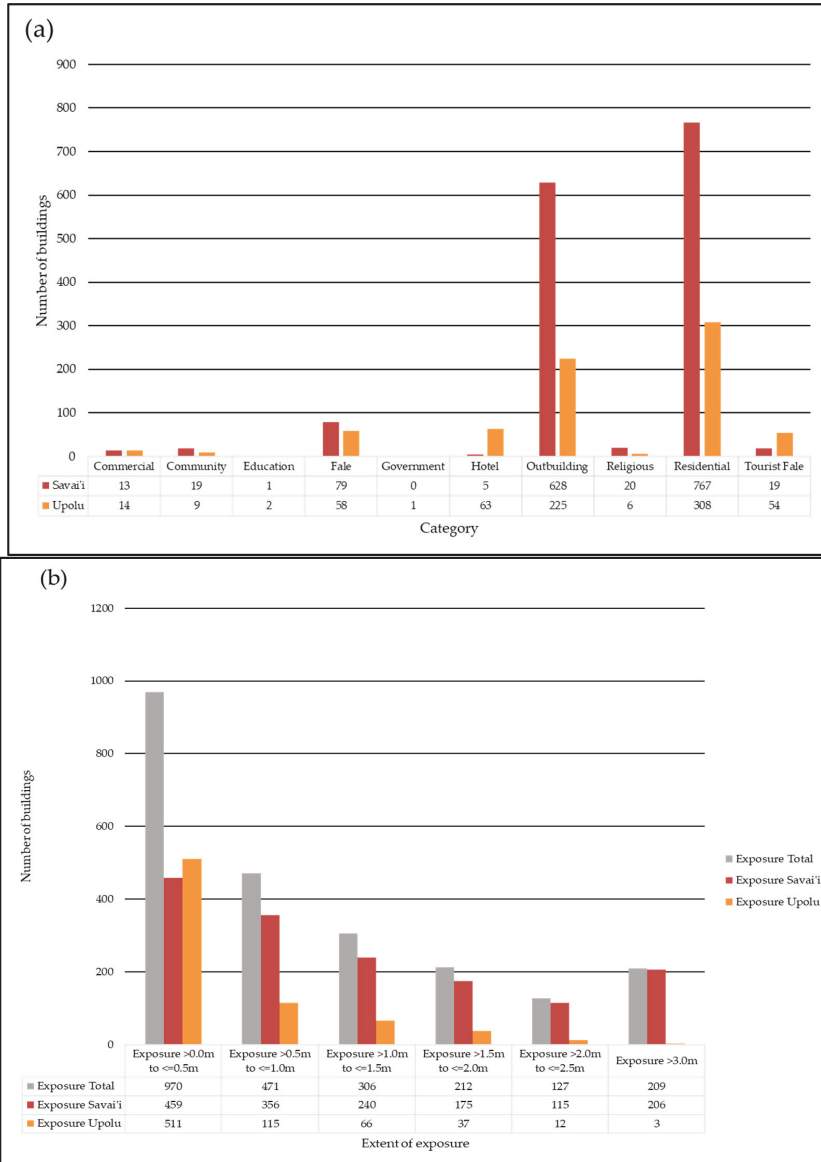 (a)
900
800
700
600
500
400
300
200
100
0
Number of buildings
Commercial Community Education Fale Government Hotel Outbuilding Religious Residential Tourist Fale
Savai'i 13 19 1 79 0 5 628 20 767 19
Upolu 14 9 2 58 1 63 225 6 308 54
Category
(b)
1200
1000
800
600
400
200
0
Number of buildings
Exposure Total
Exposure Savai'i
Exposure Upolu
Exposure >0.0m Exposure >0.5m Exposure >1.0m Exposure >1.5m Exposure >2.0m Exposure >3.0m
to <=0.5m to <=1.0m to <=1.5m to <=2.0m to <=2.5m
Exposure Total 970 471 306 212 127 209
Exposure Savai'i 459 356 240 175 115 206
Exposure Upolu 511 115 66 37 12 3
Extent of exposure